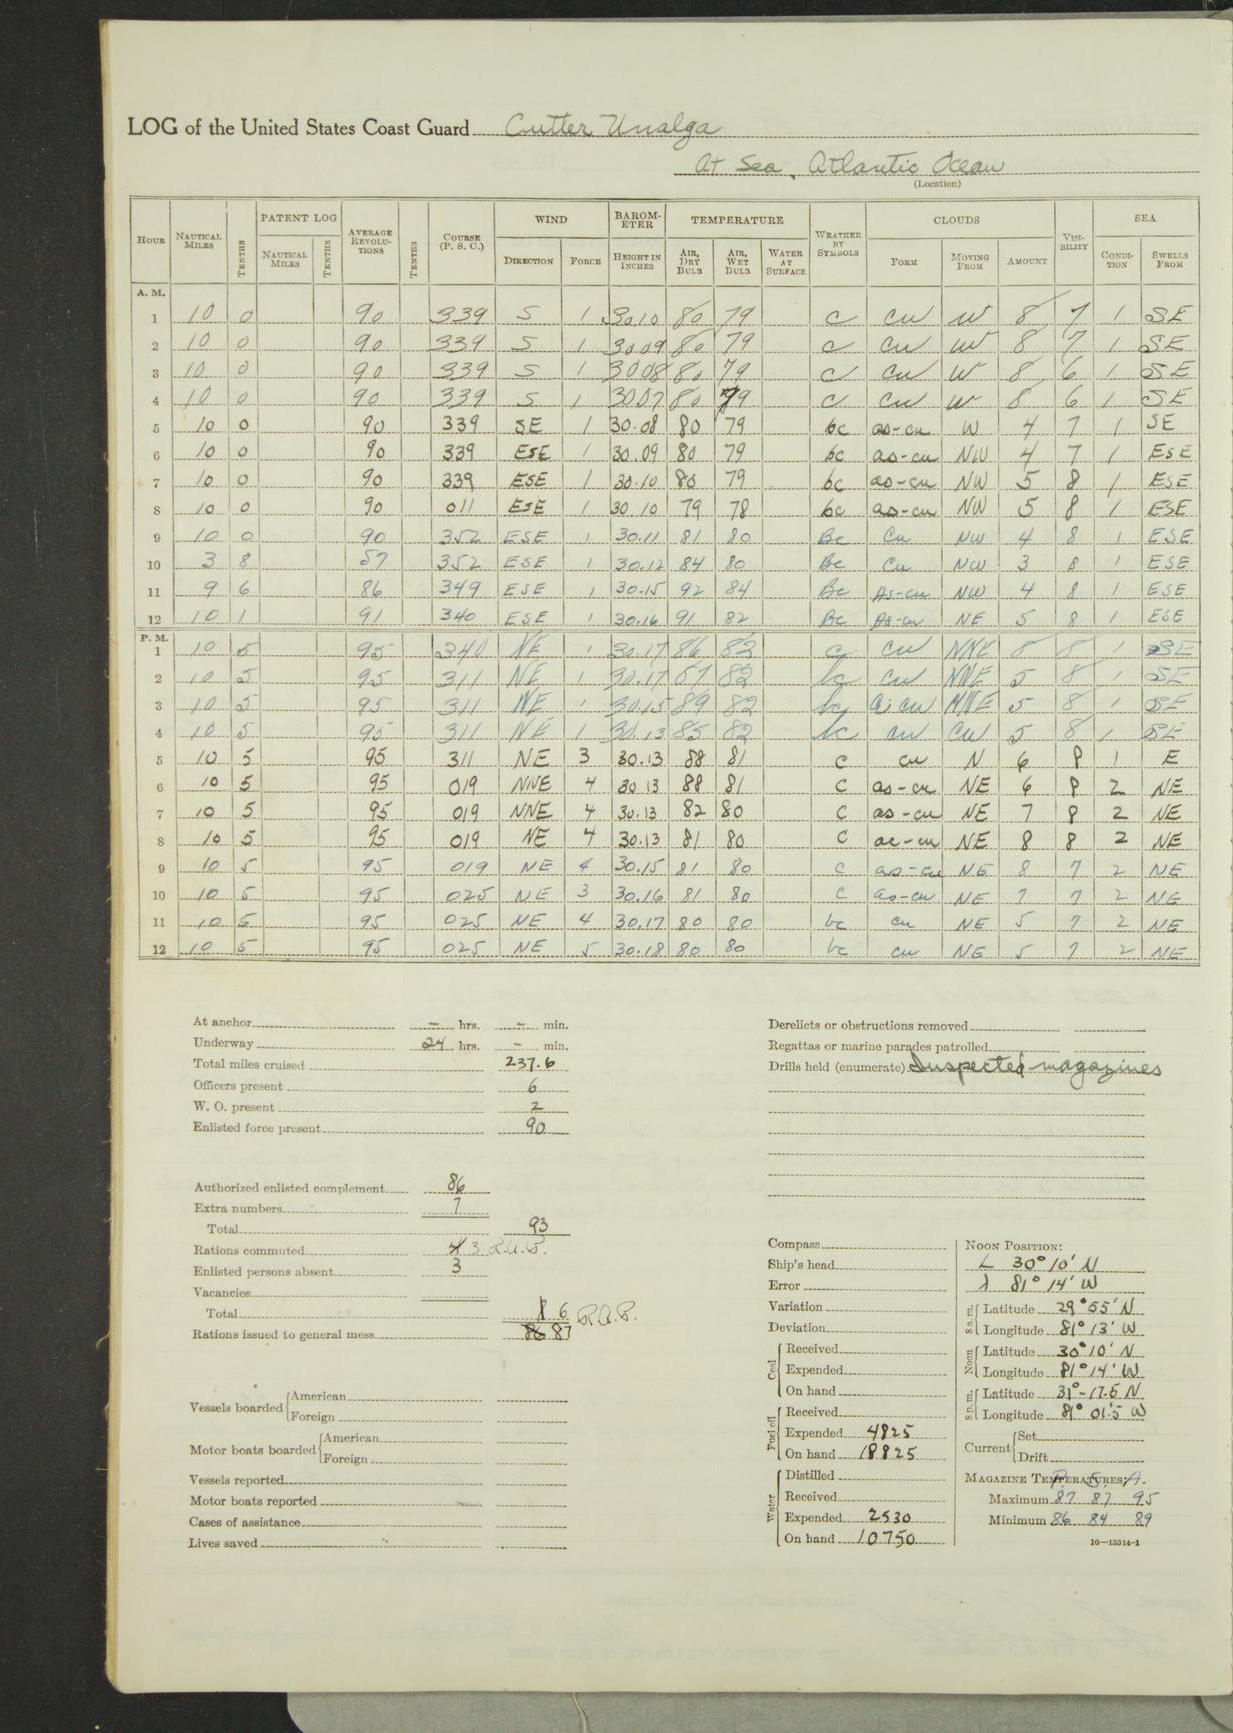 LOG of the United States Coast Guard Cutter Unalga
At Sea, Atlantic Ocean
(Location)
HOUR NAUTICAL MILES TENTHS PATENT LOG NAUTICAL MILES TENTHS AVERAGE REVOLUTIONS TENTHS COURSE (P. S. C.) WIND DIRECTION FORCE BAROMETER HEIGHT IN INCHES TEMPERATURE AIR, DRY BULB AIR, WET BULB WATER AT SURFACE WEATHER BY SYMBOLS CLOUDS FORM MOVING FROM AMOUNT VISIBILITY SEA CONDITION SWELLS FROM
A. M.
1 10 0 90 339 S 1 30.10 80 79 c cu W 8 7 1 SE
2 10 0 90 339 S 1 3009 80 79 c cu W 8 7 1 SE
3 10 0 90 339 S 1 3008 80 79 c cu W 8 6 1 SE
4 10 0 90 339 S 1 3007 80 79 c cu W 8 6 1 SE
5 10 0 90 339 SE 1 30.08 80 79 bc as-cu W 4 7 1 SE
6 10 0 90 339 ESE 1 30.09 80 79 bc as-cu NW 4 7 1 ESE
7 10 0 90 339 ESE 1 30.10 80 79 bc as-cu NW 5 8 1 ESE
8 10 0 90 011 ESE 1 30.10 79 78 bc as-cu NW 5 8 1 ESE
9 10 0 90 352 ESE 1 30.11 81 80 Bc Cu NW 4 8 1 ESE
10 3 8 57 352 ESE 1 30.12 84 80 Bc Cu NW 3 8 1 ESE
11 9 6 86 349 ESE 1 30.15 92 84 Bc As-cu NW 4 8 1 ESE
12 10 1 91 340 ESE 1 30.16 91 82 Bc As-cu NE 5 8 1 ESE
P. M.
1 10 5 95 340 NE 1 30.17 86 82 c cu NNE 8 8 1 SE
2 10 5 95 311 NE 1 30.17 87 82 bc cu NNE 5 8 1 SE
3 10 5 95 311 NE 1 30.15 89 82 bc ci cu NNE 5 8 1 SE
4 10 5 95 311 NE 1 30.13 85 82 bc cu cu 5 8 1 SE
5 10 5 95 311 NE 3 30.13 88 81 c cu N 6 8 1 E
6 10 5 95 019 NNE 4 30 13 88 81 C as-cu NE 6 8 2 NE
7 10 5 95 019 NNE 4 30.13 82 80 C as-cu NE 7 8 2 NE
8 10 5 95 019 NE 4 30.13 81 80 C ac-cu NE 8 8 2 NE
9 10 5 95 019 NE 4 30.15 81 80 c as-cu NE 8 7 2 NE
10 10 5 95 025 NE 3 30.16 81 80 c as-cu NE 7 7 2 NE
11 10 5 95 025 NE 4 30.17 80 80 bc cu NE 5 7 2 NE
12 10 5 95 025 NE 5 30.18 80 80 bc cu NE 5 7 2 NE
At anchor – hrs. – min.
Underway 24 hrs. – min.
Total miles cruised 237.6
Officers present 6
W. O. present 2
Enlisted force present 90
Authorized enlisted complement 86
Extra numbers 7
Total 93
Rations commuted 4 3 R.A.P.
Enlisted persons absent 3
Vacancies
Total 8 6 R.A.P.
Rations issued to general mess 86 87
Vessels boarded
American
Foreign
Motor boats boarded
American
Foreign
Vessels reported
Motor boats reported
Cases of assistance
Lives saved
Derelicts or obstructions removed
Regattas or marine parades patrolled
Drills held (enumerate) Inspected magazines
Compass
Ship's head
Error
Variation
Deviation
Coal
Received
Expended
On hand
Fuel oil
Received
Expended 4825
On hand 18825
Water
Distilled
Received
Expended 2530
On hand 10750
NOON POSITION:
L 30° 10' N
λ 81° 14' W
8 a. m.
Latitude 29° 55' N
Longitude 81° 13' W
Noon
Latitude 30° 10' N
Longitude 81° 14' W
8 p. m.
Latitude 31°-17.5 N
Longitude 81° 01.5 W
Current
Set
Drift
MAGAZINE TEMPERATURES: P. S. A.
Maximum 87 87 95
Minimum 86 84 89
16—13314-1